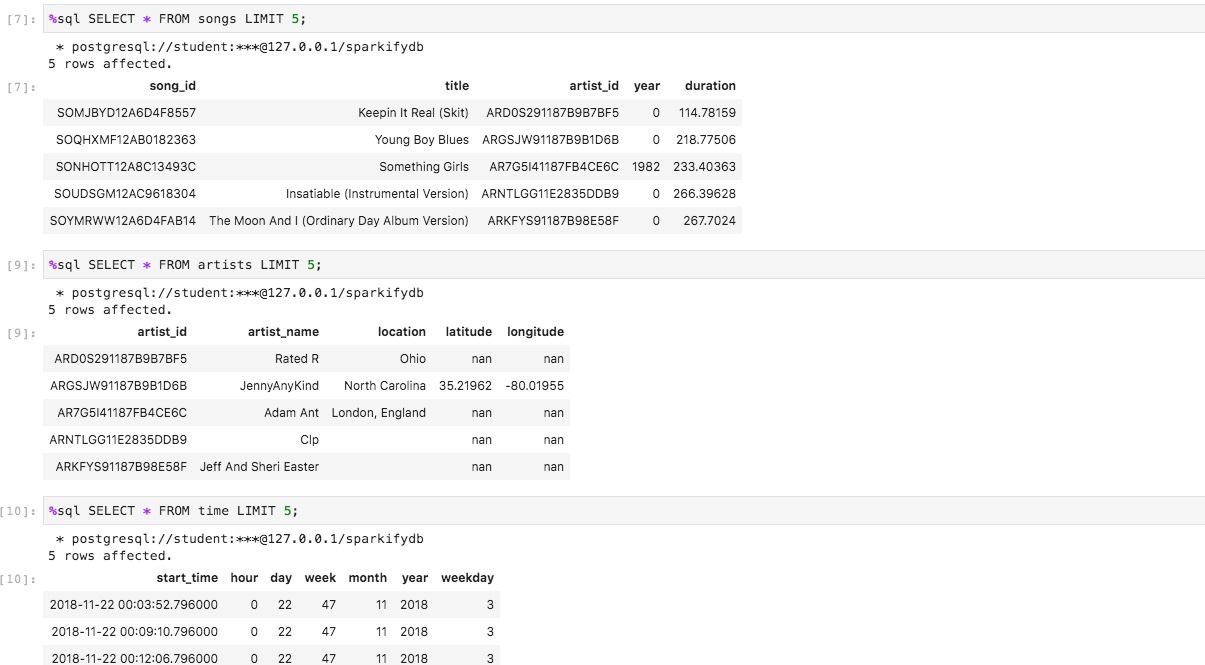 [7]: %sql SELECT * FROM songs LIMIT 5;
* postgresql://student:***@127.0.0.1/sparkifydb
5 rows affected.
[7]: song_id title artist_id year duration
SOMJBYD12A6D4F8557 Keepin It Real (Skit) ARD0S291187B9B7BF5 0 114.78159
SOQHXMF12AB0182363 Young Boy Blues ARGSJW91187B9B1D6B 0 218.77506
SONHOTT12A8C13493C Something Girls AR7G5I41187FB4CE6C 1982 233.40363
SOUDSGM12AC9618304 Insatiable (Instrumental Version) ARNTLGG11E2835DDB9 0 266.39628
SOYMRWW12A6D4FAB14 The Moon And I (Ordinary Day Album Version) ARKFYS91187B98E58F 0 267.7024
[9]: %sql SELECT * FROM artists LIMIT 5;
* postgresql://student:***@127.0.0.1/sparkifydb
5 rows affected.
[9]: artist_id artist_name location latitude longitude
ARD0S291187B9B7BF5 Rated R Ohio nan nan
ARGSJW91187B9B1D6B JennyAnyKind North Carolina 35.21962 -80.01955
AR7G5I41187FB4CE6C Adam Ant London, England nan nan
ARNTLGG11E2835DDB9 Clp nan nan
ARKFYS91187B98E58F Jeff And Sheri Easter nan nan
[10]: %sql SELECT * FROM time LIMIT 5;
* postgresql://student:***@127.0.0.1/sparkifydb
5 rows affected.
[10]: start_time hour day week month year weekday
2018-11-22 00:03:52.796000 0 22 47 11 2018 3
2018-11-22 00:09:10.796000 0 22 47 11 2018 3
2018-11-22 00:12:06.796000 0 22 47 11 2018 3